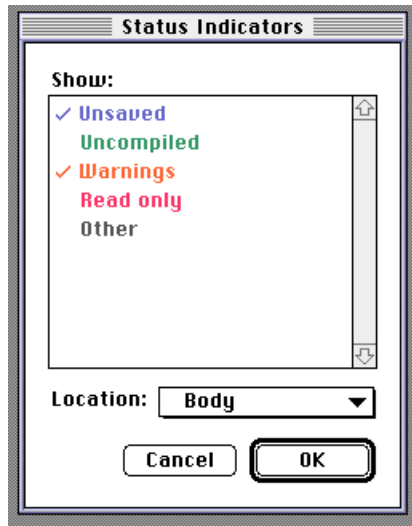 Status Indicators
Show:
✓ Unsaved
Uncompiled
✓ Warnings
Read only
Other
Location: Body
Cancel OK